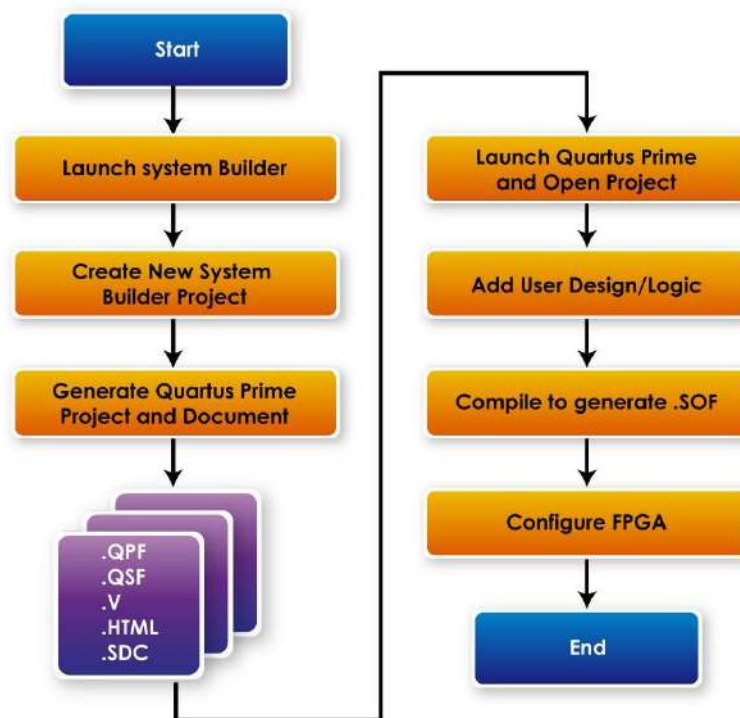 Start
Launch system Builder
Create New System
Builder Project
Generate Quartus Prime
Project and Document
.QPF
.QSF
.V
.HTML
.SDC
Launch Quartus Prime
and Open Project
Add User Design/Logic
Compile to generate .SOF
Configure FPGA
End